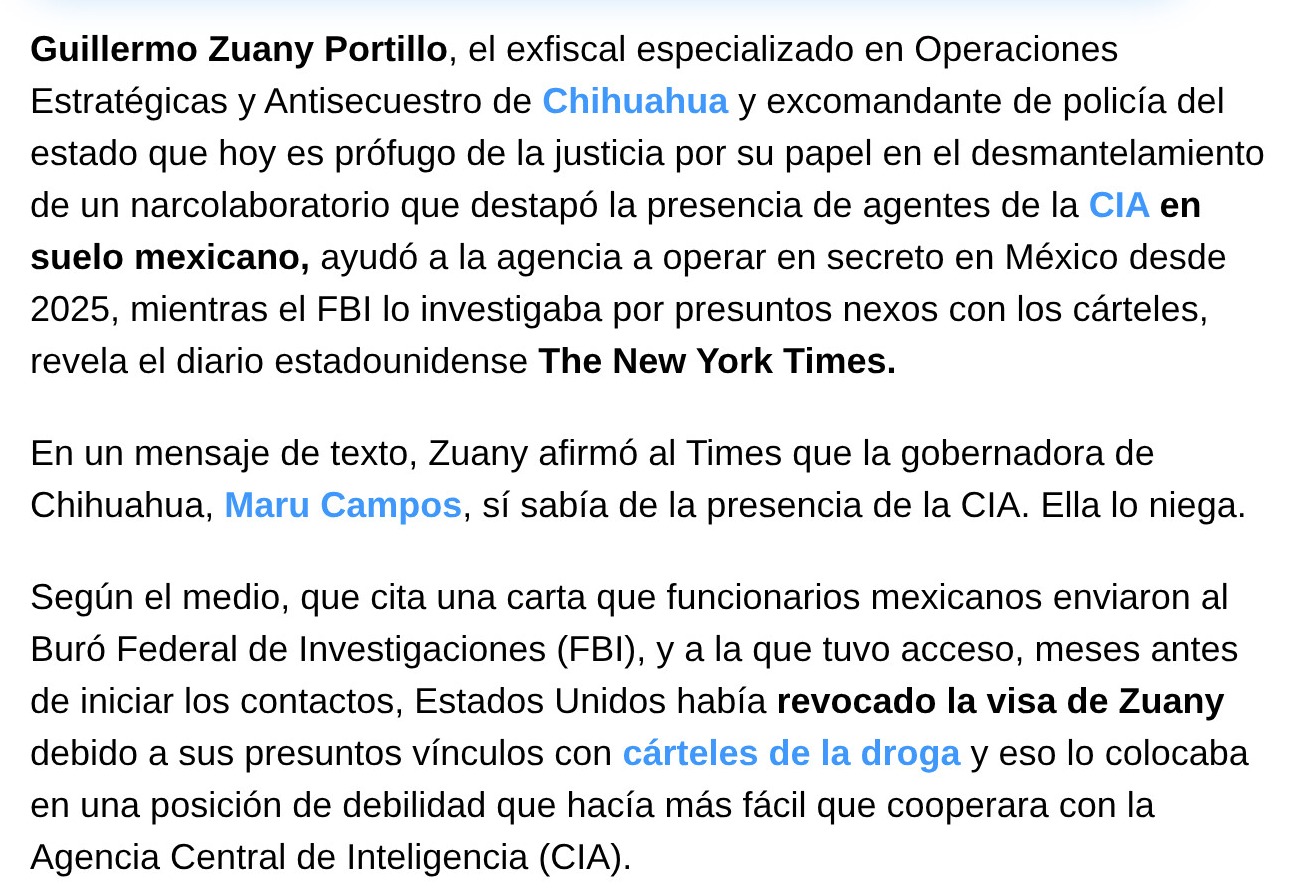 Guillermo Zuany Portillo, el exfiscal especializado en Operaciones
Estratégicas y Antisecuestro de Chihuahua y excomandante de policía del
estado que hoy es prófugo de la justicia por su papel en el desmantelamiento
de un narcolaboratorio que destapó la presencia de agentes de la CIA en
suelo mexicano, ayudó a la agencia a operar en secreto en México desde
2025, mientras el FBI lo investigaba por presuntos nexos con los cárteles,
revela el diario estadounidense The New York Times.
En un mensaje de texto, Zuany afirmó al Times que la gobernadora de
Chihuahua, Maru Campos, sí sabía de la presencia de la CIA. Ella lo niega.
Según el medio, que cita una carta que funcionarios mexicanos enviaron al
Buró Federal de Investigaciones (FBI), y a la que tuvo acceso, meses antes
de iniciar los contactos, Estados Unidos había revocado la visa de Zuany
debido a sus presuntos vínculos con cárteles de la droga y eso lo colocaba
en una posición de debilidad que hacía más fácil que cooperara con la
Agencia Central de Inteligencia (CIA).